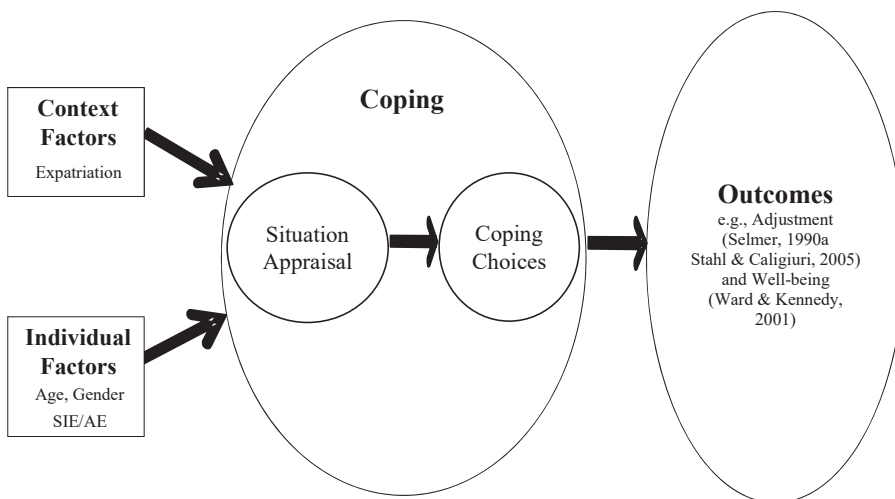 Context
Factors
Expatriation
Individual
Factors
Age, Gender
SIE/AE
Coping
Situation
Appraisal
Coping
Choices
Outcomes
e.g., Adjustment
(Selmer, 1990a
Stahl & Caligiuri, 2005)
and Well-being
(Ward & Kennedy,
2001)